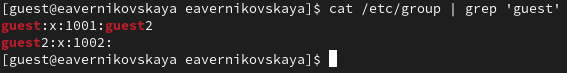 [guest@eavernikovskaya eavernikovskaya]$ cat /etc/group | grep 'guest'
guest:x:1001:guest2
guest2:x:1002:
[guest@eavernikovskaya eavernikovskaya]$